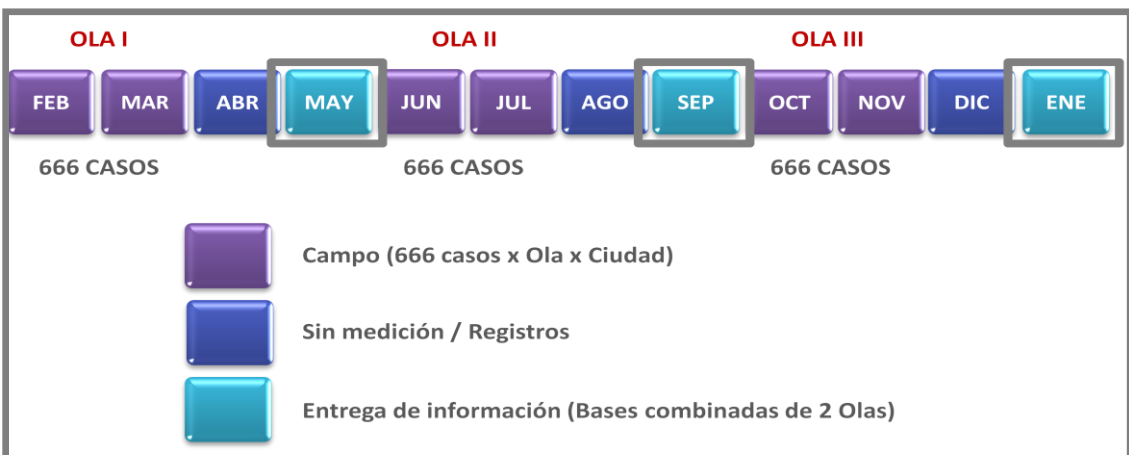 OLA I OLA II OLA III
FEB MAR ABR MAY JUN JUL AGO SEP OCT NOV DIC ENE
666 CASOS 666 CASOS 666 CASOS
Campo (666 casos x Ola x Ciudad)
Sin medición / Registros
Entrega de información (Bases combinadas de 2 Olas)